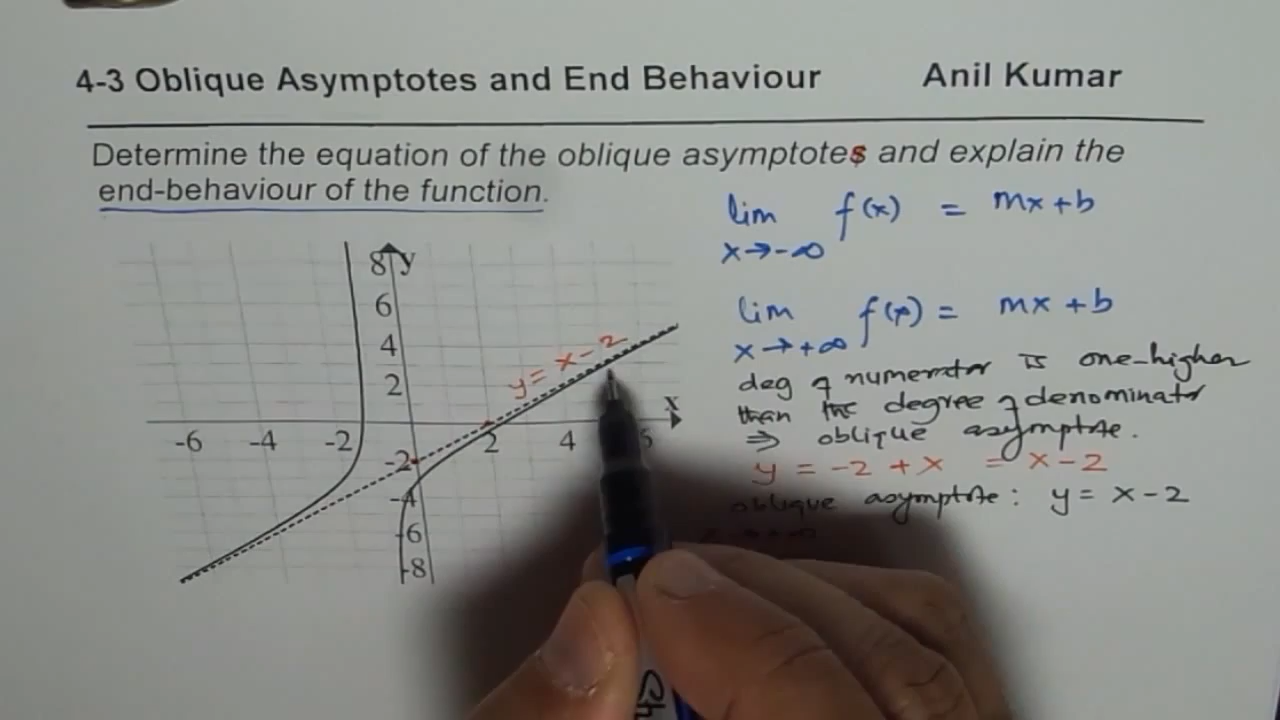 4-3 Oblique Asymptotes and End Behaviour Anil Kumar
Determine the equation of the oblique asymptotes and explain the
end-behaviour of the function.
lim f(x) = mx+b
x→-∞
lim f(x) = mx+b
x→+∞
deg of numerator is one-higher
than the degree of denominator
⇒ oblique asymptote.
y = -2 + x = x-2
oblique asymptote: y = x-2
8 y
6
4
2
y = x-2
x
-6 -4 -2 2 4
-2
-4
-6
-8
Sh